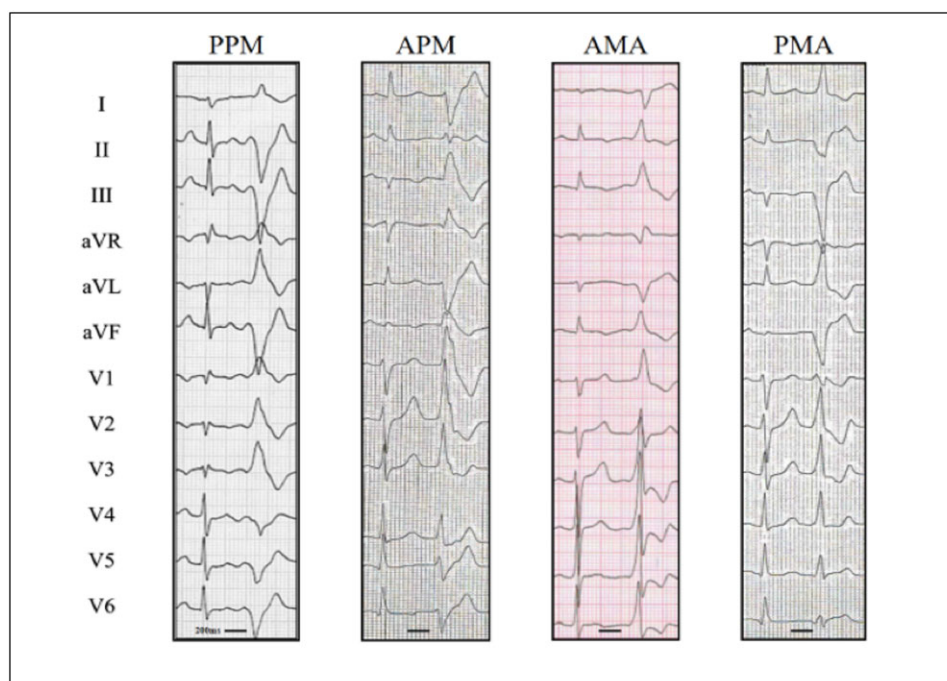 PPM APM AMA PMA
I
II
III
aVR
aVL
aVF
V1
V2
V3
V4
V5
V6
200ms